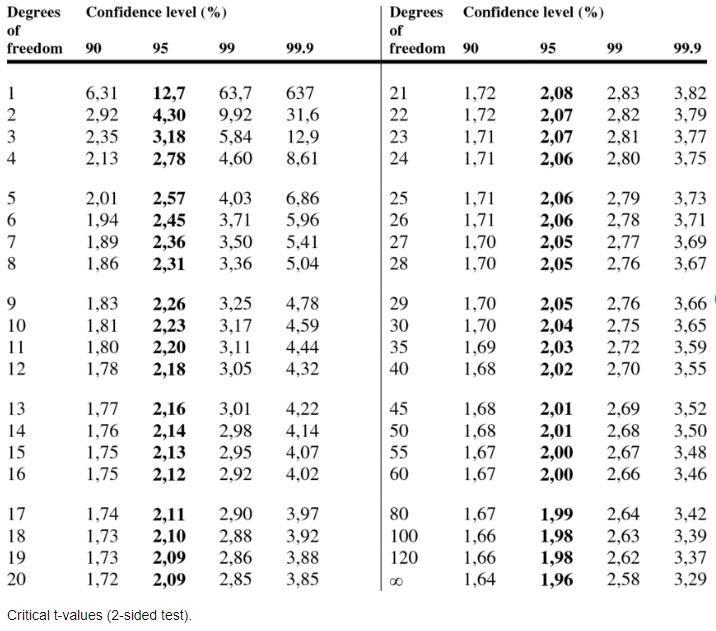 Degrees of freedom Confidence level (%)
90 95 99 99.9
1 6,31 12,7 63,7 637
2 2,92 4,30 9,92 31,6
3 2,35 3,18 5,84 12,9
4 2,13 2,78 4,60 8,61
5 2,01 2,57 4,03 6,86
6 1,94 2,45 3,71 5,96
7 1,89 2,36 3,50 5,41
8 1,86 2,31 3,36 5,04
9 1,83 2,26 3,25 4,78
10 1,81 2,23 3,17 4,59
11 1,80 2,20 3,11 4,44
12 1,78 2,18 3,05 4,32
13 1,77 2,16 3,01 4,22
14 1,76 2,14 2,98 4,14
15 1,75 2,13 2,95 4,07
16 1,75 2,12 2,92 4,02
17 1,74 2,11 2,90 3,97
18 1,73 2,10 2,88 3,92
19 1,73 2,09 2,86 3,88
20 1,72 2,09 2,85 3,85
Degrees of freedom Confidence level (%)
90 95 99 99.9
21 1,72 2,08 2,83 3,82
22 1,72 2,07 2,82 3,79
23 1,71 2,07 2,81 3,77
24 1,71 2,06 2,80 3,75
25 1,71 2,06 2,79 3,73
26 1,71 2,06 2,78 3,71
27 1,70 2,05 2,77 3,69
28 1,70 2,05 2,76 3,67
29 1,70 2,05 2,76 3,66
30 1,70 2,04 2,75 3,65
35 1,69 2,03 2,72 3,59
40 1,68 2,02 2,70 3,55
45 1,68 2,01 2,69 3,52
50 1,68 2,01 2,68 3,50
55 1,67 2,00 2,67 3,48
60 1,67 2,00 2,66 3,46
80 1,67 1,99 2,64 3,42
100 1,66 1,98 2,63 3,39
120 1,66 1,98 2,62 3,37
∞ 1,64 1,96 2,58 3,29
Critical t-values (2-sided test).